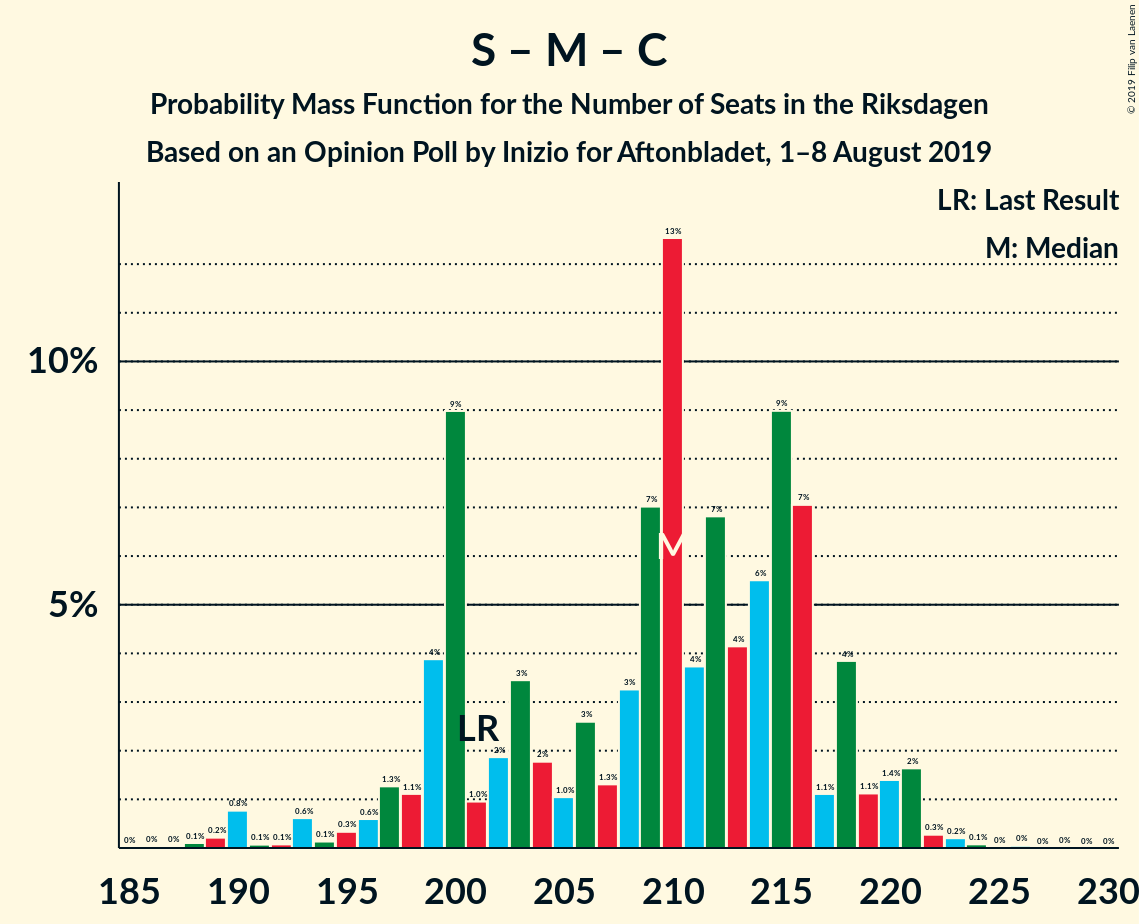 © 2019 Filip van Laenen
S – M – C
Probability Mass Function for the Number of Seats in the Riksdagen
Based on an Opinion Poll by Inizio for Aftonbladet, 1–8 August 2019
LR: Last Result
M: Median
10%
5%
0% 0% 0% 0.1% 0.2% 0.8% 0.1% 0.1% 0.6% 0.1% 0.3% 0.6% 1.3% 1.1% 4% 9% 1.0% 2% 3% 2% 1.0% 3% 1.3% 3% 7% 13% 4% 7% 4% 6% 9% 7% 1.1% 4% 1.1% 1.4% 2% 0.3% 0.2% 0.1% 0% 0% 0% 0% 0% 0%
LR
M
185 190 195 200 205 210 215 220 225 230